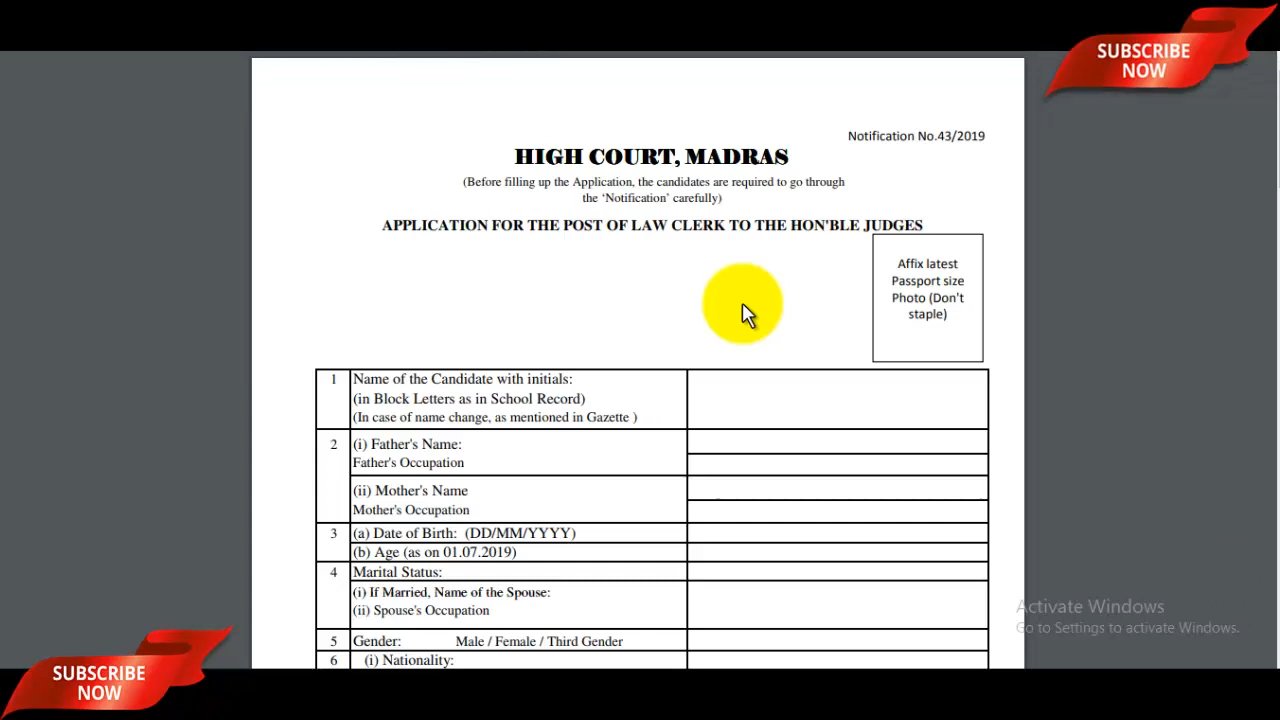 SUBSCRIBE
NOW
Notification No.43/2019
HIGH COURT, MADRAS
(Before filling up the Application, the candidates are required to go through
the ‘Notification’ carefully)
APPLICATION FOR THE POST OF LAW CLERK TO THE HON'BLE JUDGES
Affix latest
Passport size
Photo (Don't
staple)
1 Name of the Candidate with initials:
(in Block Letters as in School Record)
(In case of name change, as mentioned in Gazette )
2 (i) Father's Name:
Father's Occupation
(ii) Mother's Name
Mother's Occupation
3 (a) Date of Birth: (DD/MM/YYYY)
(b) Age (as on 01.07.2019)
4 Marital Status:
(i) If Married, Name of the Spouse:
(ii) Spouse's Occupation
5 Gender: Male / Female / Third Gender
6 (i) Nationality:
Activate Windows
Go to Settings to activate Windows.
SUBSCRIBE
NOW